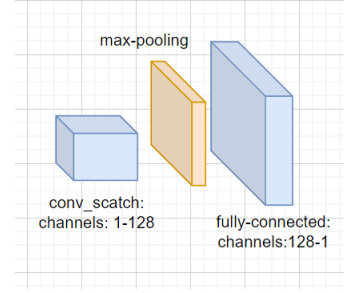 max-pooling
conv_scatch:
channels: 1-128
fully-connected:
channels:128-1